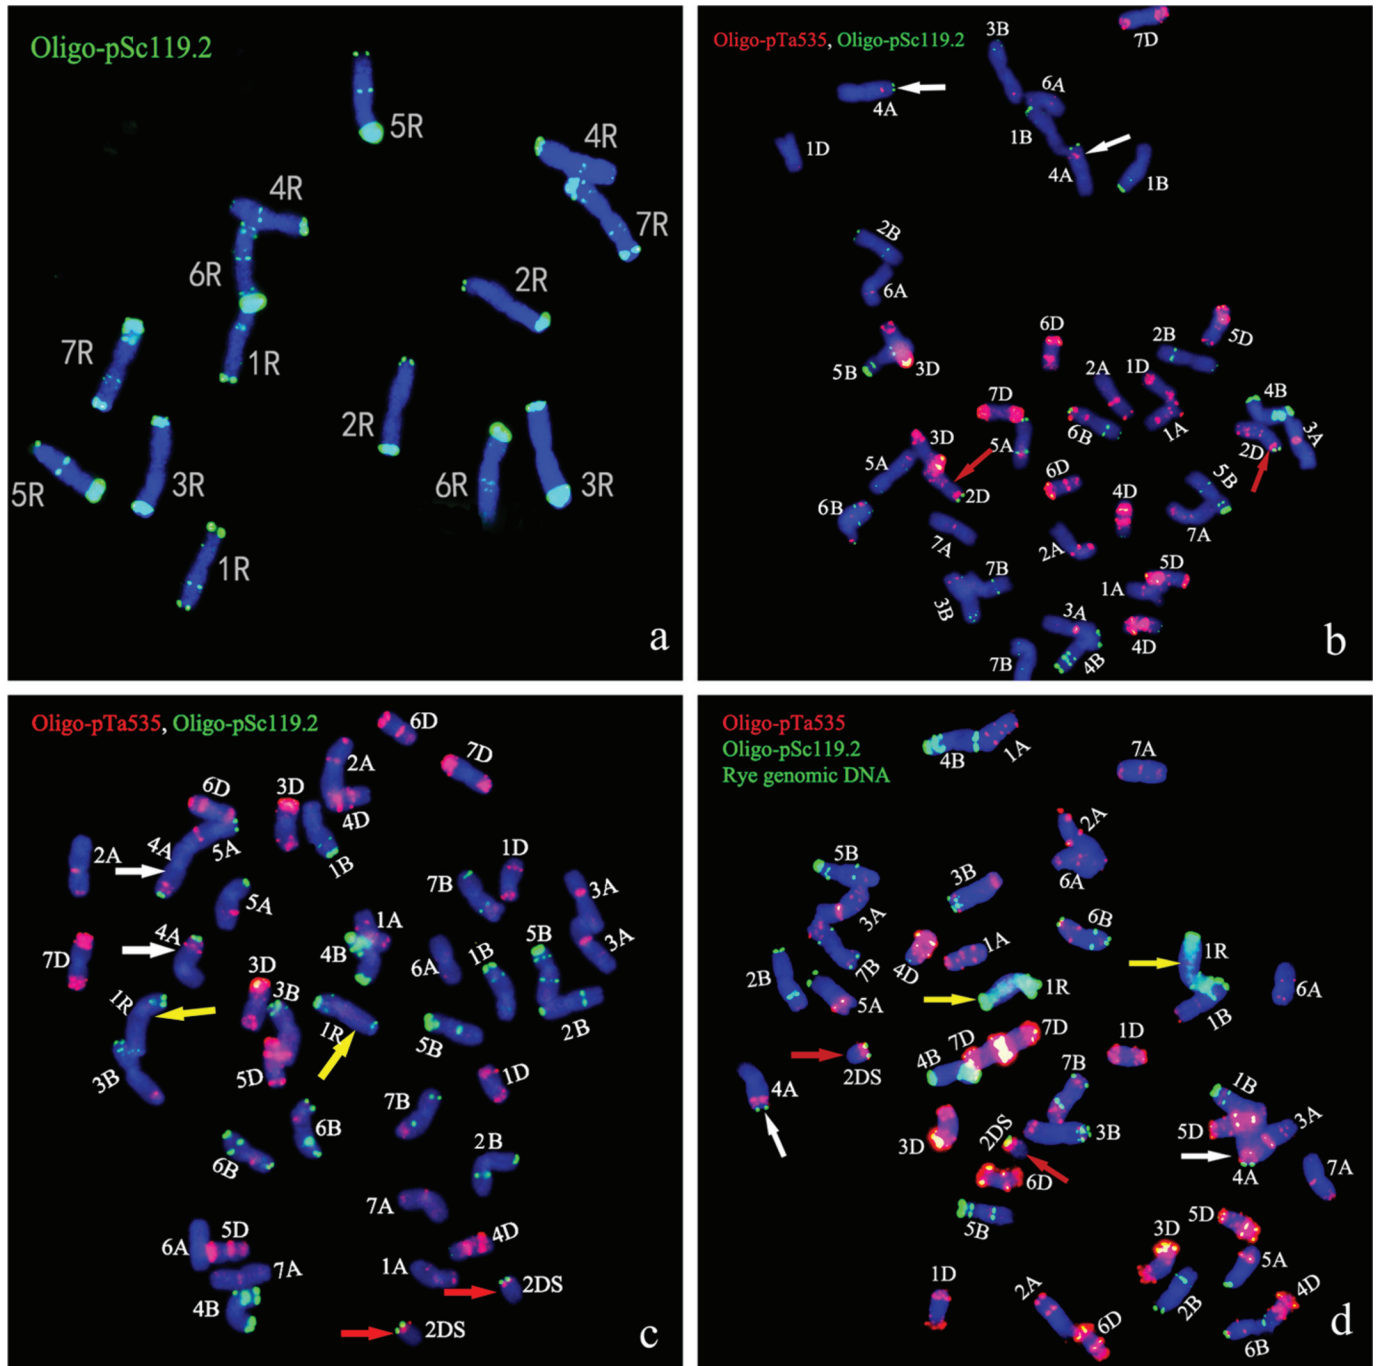 Oligo-pSc119.2
5R
4R
4R
7R
6R
2R
7R
1R
2R
6R
3R
5R
3R
1R
a
Oligo-pTa535, Oligo-pSc119.2
7D
3B
6A
4A
1B
1D
4A
1B
2B
6A
6D
5D
2B
5B
3D
2A
1D
4B
7D
6B
1A
3A
3D
5A
2D
5A
6D
5B
2D
6B
4D
7A
7A
2A
5D
7B
1A
3B
3A
4D
7B
4B
b
Oligo-pTa535, Oligo-pSc119.2
6D
2A
7D
6D
3D
4D
4A
5A
2A
1B
1D
7B
3A
5A
1A
4A
5B
3A
4B
1B
7D
6A
3D
3B
1R
1R
2B
5B
3B
5D
1D
7B
6B
6B
2B
7A
5D
4D
6A
7A
1A
2DS
4B
2DS
c
Oligo-pTa535
Oligo-pSc119.2
Rye genomic DNA
4B
1A
7A
2A
5B
6A
3B
3A
6B
1A
1R
7B
4D
2B
1R
6A
5A
1B
7D
1D
5B
4B
7D
2DS
7B
4A
1B
3A
2DS
3B
5D
3D
6D
4A
7A
5B
5D
3D
5A
1D
2A
4D
2B
6D
6B
d